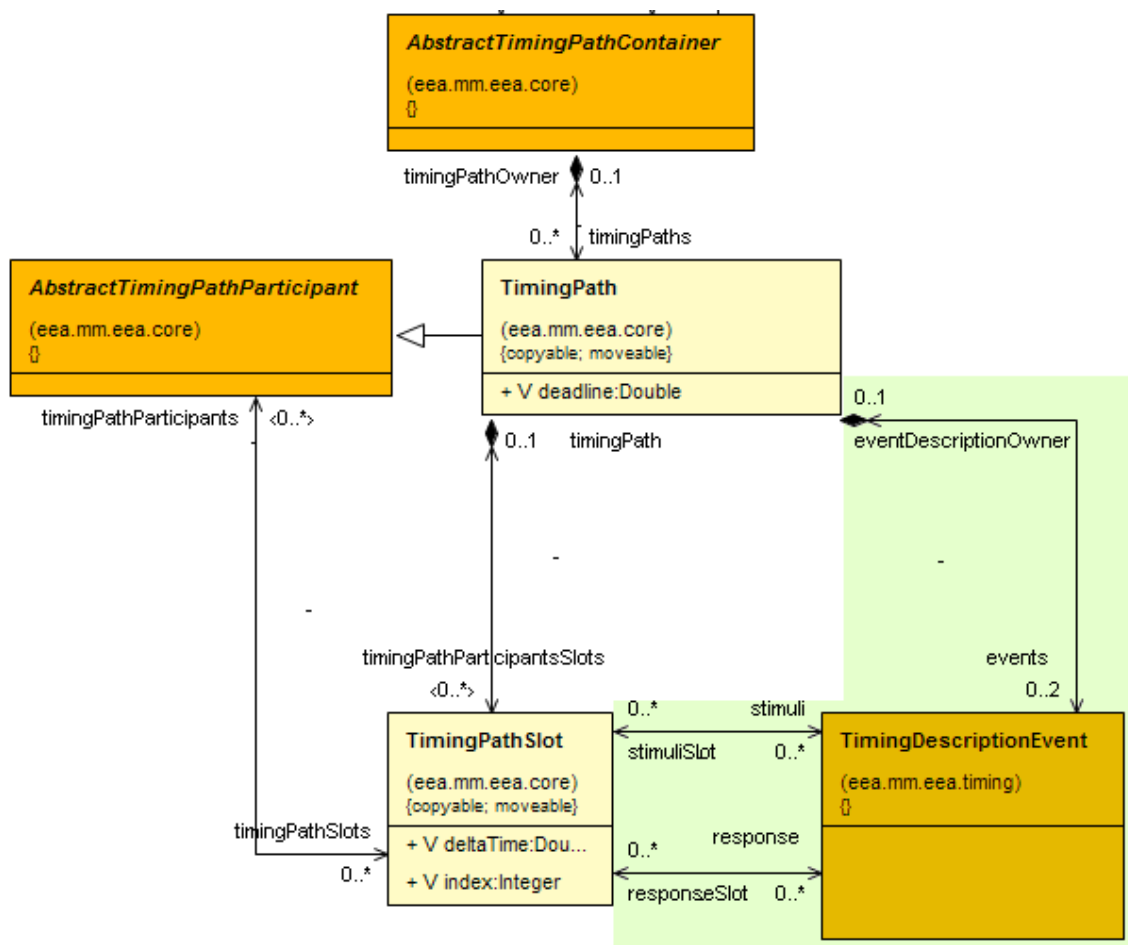 AbstractTimingPathContainer
(eea.mm.eea.core)
{}
timingPathOwner 0..1
0..* timingPaths
AbstractTimingPathParticipant
(eea.mm.eea.core)
{}
TimingPath
(eea.mm.eea.core)
{copyable; moveable}
+ V deadline:Double
timingPathParticipants <0..*>
0..1 timingPath
0..1
eventDescriptionOwner
timingPathParticipantsSlots
<0..*>
events
0..2
TimingPathSlot
(eea.mm.eea.core)
{copyable; moveable}
+ V deltaTime:Dou...
+ V index:Integer
0..* stimuli
stimuliSlot 0..*
response
0..*
responseSlot 0..*
TimingDescriptionEvent
(eea.mm.eea.timing)
{}
timingPathSlots
0..*